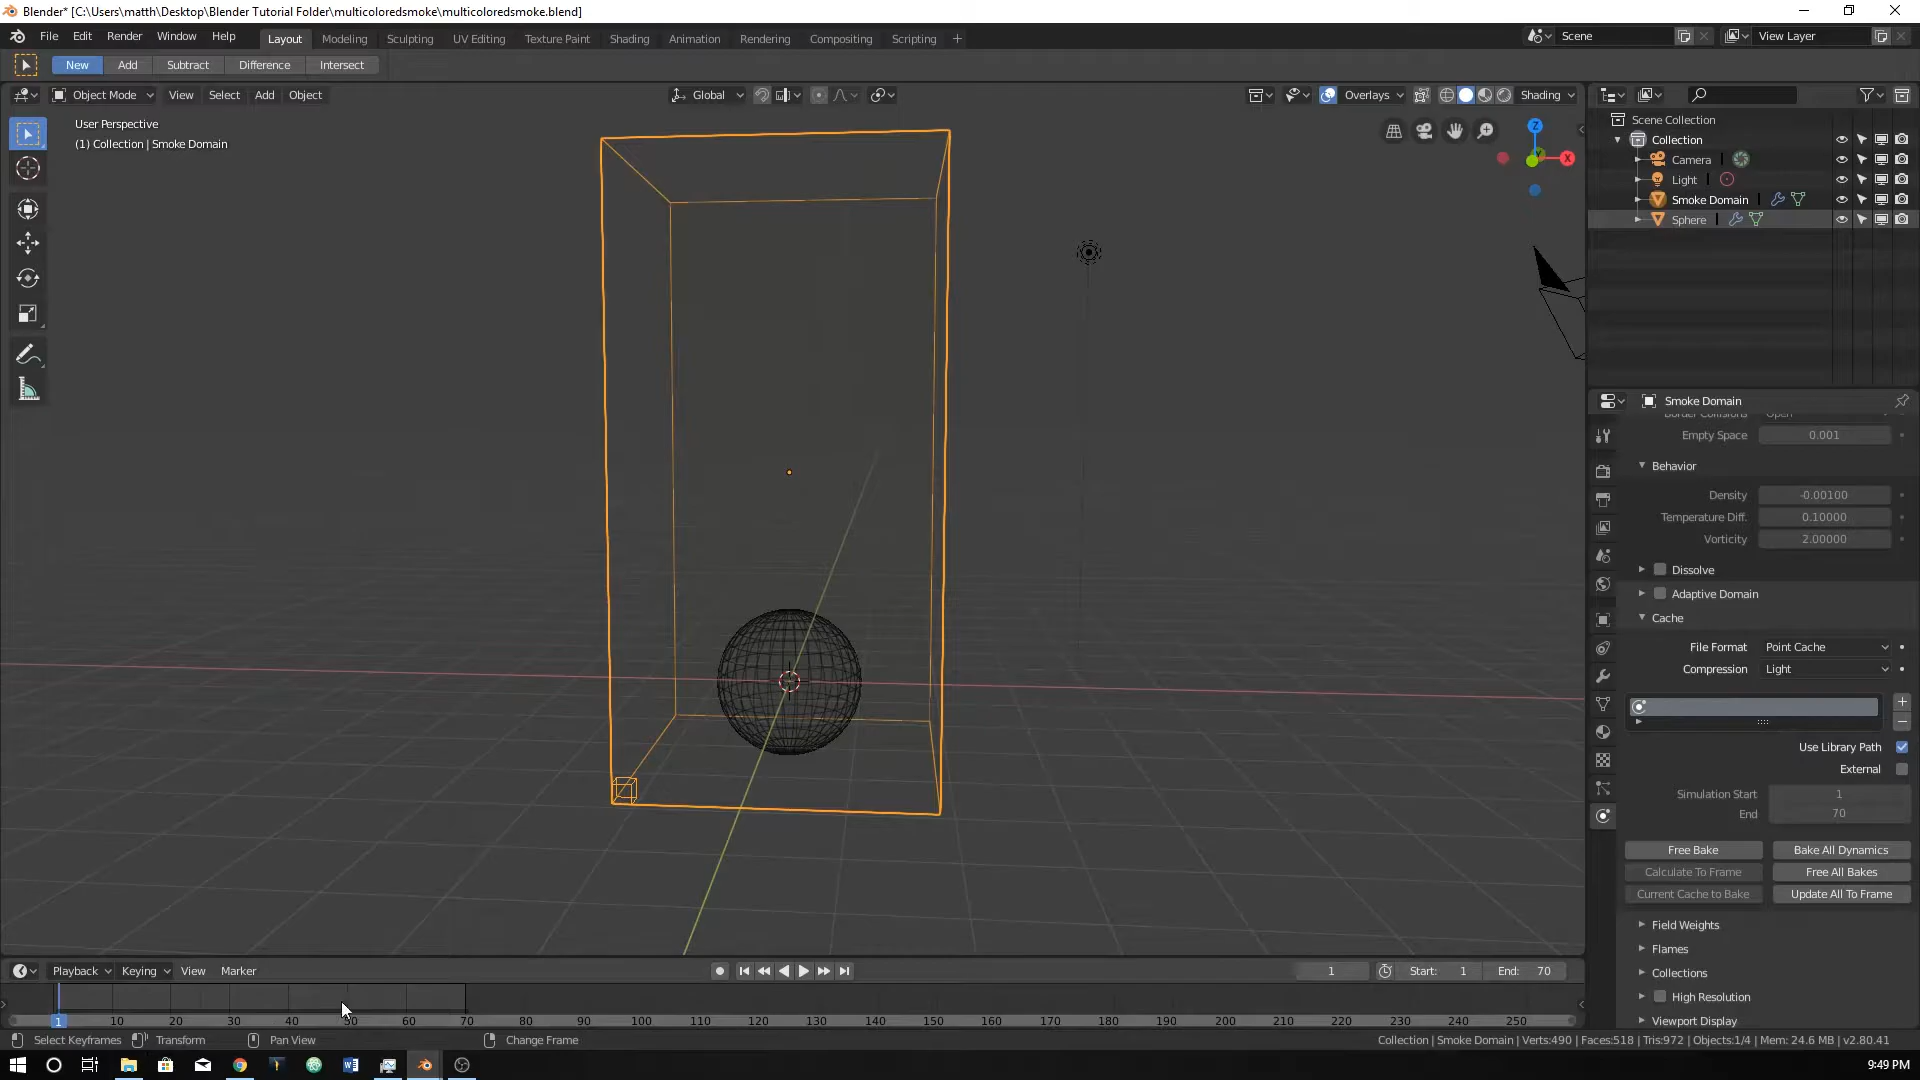 Blender* [C:\Users\matth\Desktop\Blender Tutorial Folder\multicoloredsmoke\multicoloredsmoke.blend]
File Edit Render Window Help Layout Modeling Sculpting UV Editing Texture Paint Shading Animation Rendering Compositing Scripting + Scene View Layer
New Add Subtract Difference Intersect
Object Mode View Select Add Object Global Overlays Shading
User Perspective
(1) Collection | Smoke Domain
Z
X
Scene Collection
Collection
Camera
Light
Smoke Domain
Sphere
Smoke Domain
Empty Space 0.001
Behavior
Density -0.00100
Temperature Diff. 0.10000
Vorticity 2.00000
Dissolve
Adaptive Domain
Cache
File Format Point Cache
Compression Light
Use Library Path
External
Simulation Start 1
End 70
Free Bake Bake All Dynamics
Calculate To Frame Free All Bakes
Current Cache to Bake Update All To Frame
Field Weights
Flames
Collections
High Resolution
Viewport Display
Playback Keying View Marker 1 Start: 1 End: 70
1 10 20 30 40 50 60 70 80 90 100 110 120 130 140 150 160 170 180 190 200 210 220 230 240 250
Select Keyframes Transform Pan View Change Frame Collection | Smoke Domain | Verts:490 | Faces:518 | Tris:972 | Objects:1/4 | Mem: 24.6 MB | v2.80.41
9:49 PM